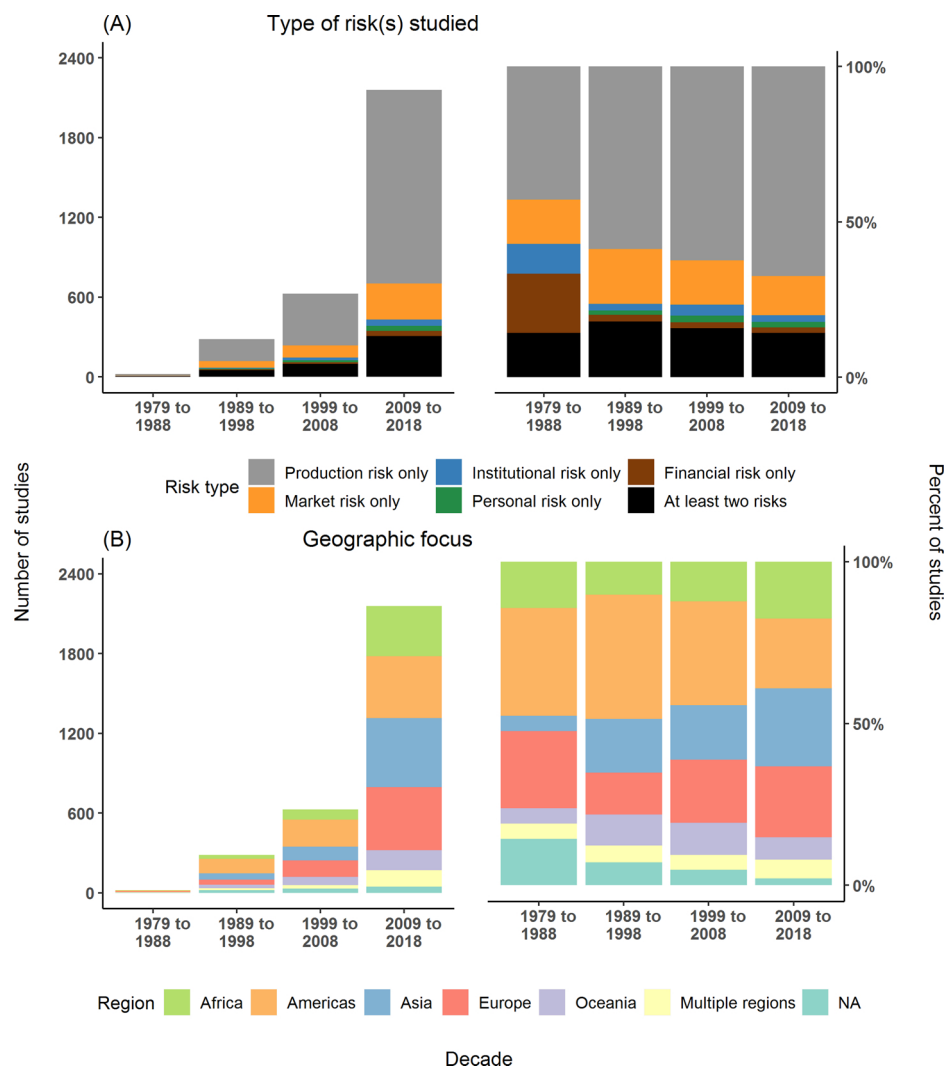 (A) Type of risk(s) studied
2400
1800
1200
600
0
100%
50%
0%
1979 to 1988
1989 to 1998
1999 to 2008
2009 to 2018
1979 to 1988
1989 to 1998
1999 to 2008
2009 to 2018
Risk type
Production risk only
Institutional risk only
Financial risk only
Market risk only
Personal risk only
At least two risks
Number of studies
Percent of studies
(B) Geographic focus
2400
1800
1200
600
0
100%
50%
0%
1979 to 1988
1989 to 1998
1999 to 2008
2009 to 2018
1979 to 1988
1989 to 1998
1999 to 2008
2009 to 2018
Region
Africa
Americas
Asia
Europe
Oceania
Multiple regions
NA
Decade